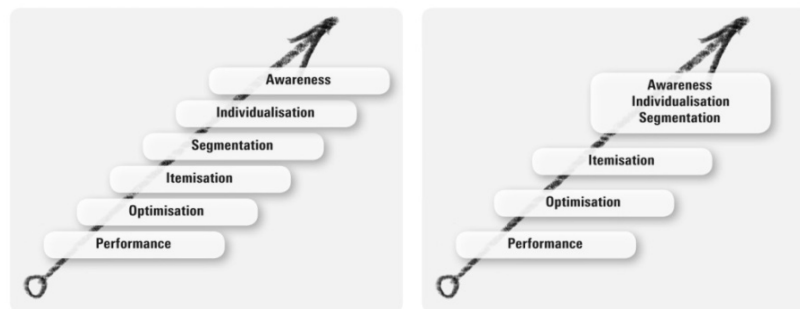 Awareness
Individualisation
Segmentation
Itemisation
Optimisation
Performance
Awareness
Individualisation
Segmentation
Itemisation
Optimisation
Performance